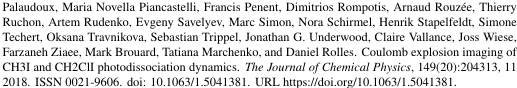 Palaudoux, Maria Novella Piancastelli, Francis Penent, Dimitrios Rompotis, Arnaud Rouzée, Thierry
Ruchon, Artem Rudenko, Evgeny Savelyev, Marc Simon, Nora Schirmel, Henrik Stapelfeldt, Simone
Techert, Oksana Travnikova, Sebastian Trippel, Jonathan G. Underwood, Claire Vallance, Joss Wiese,
Farzaneh Ziaee, Mark Brouard, Tatiana Marchenko, and Daniel Rolles. Coulomb explosion imaging of
CH3I and CH2ClI photodissociation dynamics. The Journal of Chemical Physics, 149(20):204313, 11
2018. ISSN 0021-9606. doi: 10.1063/1.5041381. URL https://doi.org/10.1063/1.5041381.